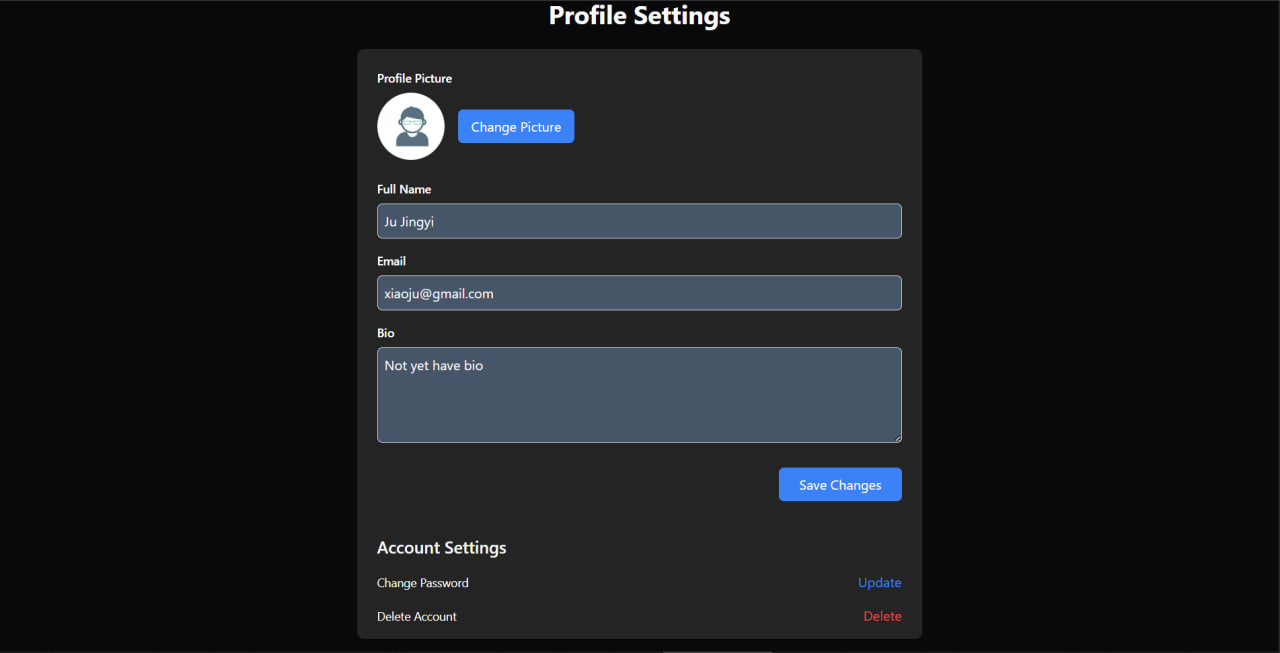 Profile Settings
Profile Picture
Change Picture
Full Name
Ju Jingyi
Email
xiaoju@gmail.com
Bio
Not yet have bio
Save Changes
Account Settings
Change Password Update
Delete Account Delete